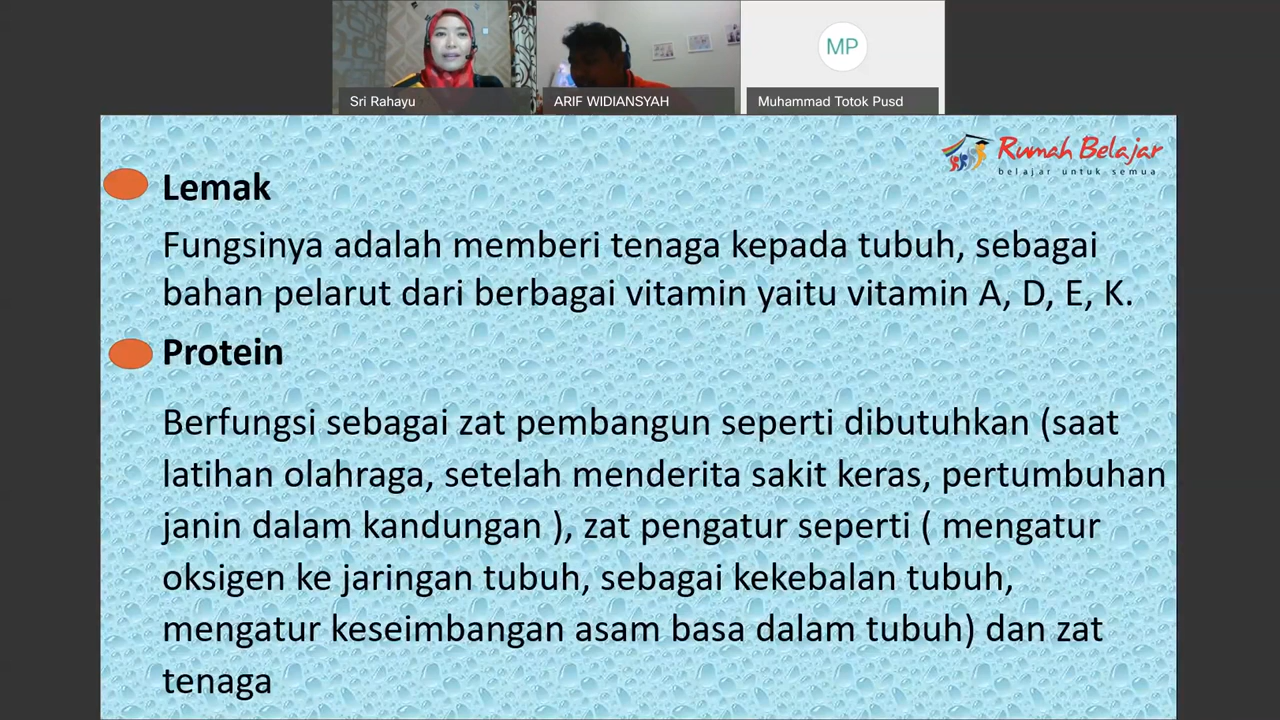 Sri Rahayu
ARIF WIDIANSYAH
MP
Muhammad Totok Pusd
Rumah Belajar
belajar untuk semua
Lemak
Fungsinya adalah memberi tenaga kepada tubuh, sebagai
bahan pelarut dari berbagai vitamin yaitu vitamin A, D, E, K.
Protein
Berfungsi sebagai zat pembangun seperti dibutuhkan (saat
latihan olahraga, setelah menderita sakit keras, pertumbuhan
janin dalam kandungan ), zat pengatur seperti ( mengatur
oksigen ke jaringan tubuh, sebagai kekebalan tubuh,
mengatur keseimbangan asam basa dalam tubuh) dan zat
tenaga